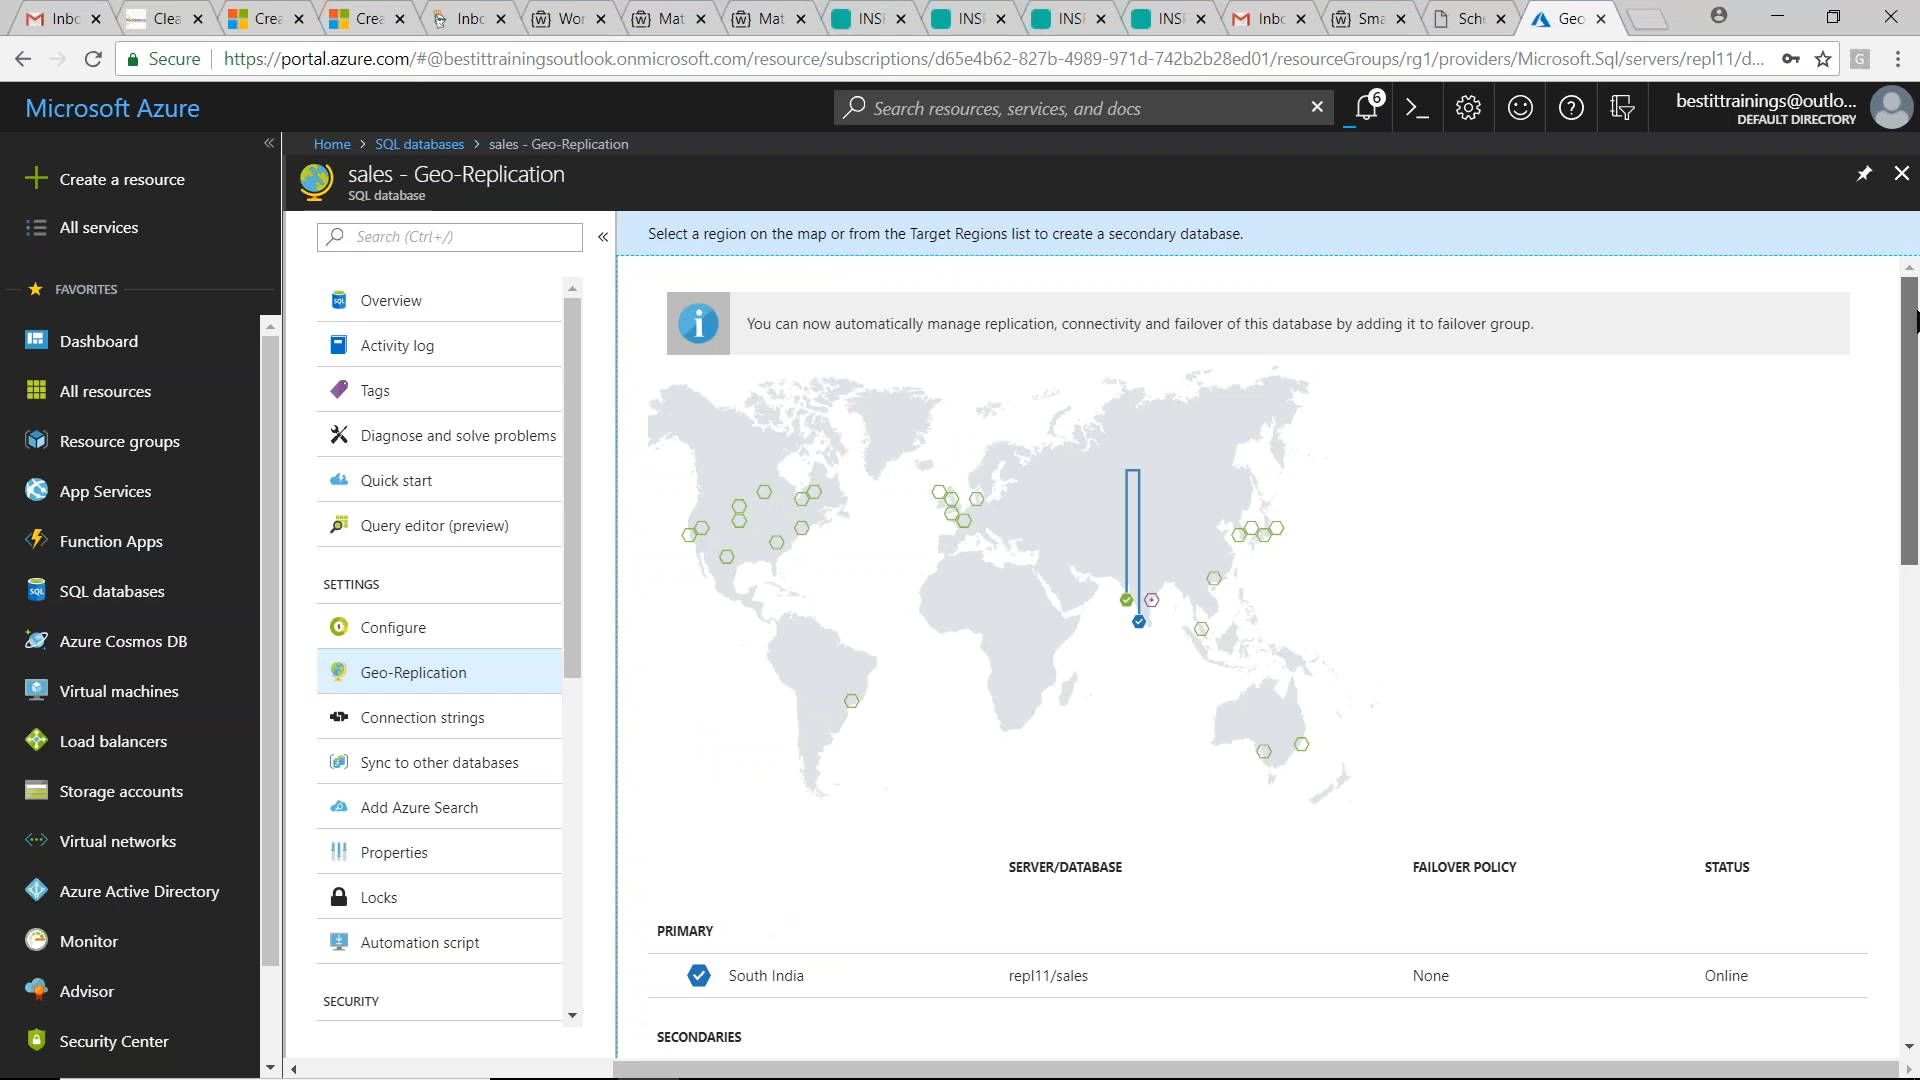 Inbc
Clea
Crea
Crea
Inbc
Wor
Mat
Mat
INSI
INSI
INSI
INSI
Inbc
Sma
Sch
Geo
Secure
https://portal.azure.com/#@bestittrainingsoutlook.onmicrosoft.com/resource/subscriptions/d65e4b62-827b-4989-971d-742b2b28ed01/resourceGroups/rg1/providers/Microsoft.Sql/servers/repl11/d...
G
Microsoft Azure
Search resources, services, and docs
6
bestittrainings@outlo...
DEFAULT DIRECTORY
Home > SQL databases > sales - Geo-Replication
sales - Geo-Replication
SQL database
Create a resource
All services
FAVORITES
Dashboard
All resources
Resource groups
App Services
Function Apps
SQL databases
Azure Cosmos DB
Virtual machines
Load balancers
Storage accounts
Virtual networks
Azure Active Directory
Monitor
Advisor
Security Center
Search (Ctrl+/)
Overview
Activity log
Tags
Diagnose and solve problems
Quick start
Query editor (preview)
SETTINGS
Configure
Geo-Replication
Connection strings
Sync to other databases
Add Azure Search
Properties
Locks
Automation script
SECURITY
Select a region on the map or from the Target Regions list to create a secondary database.
You can now automatically manage replication, connectivity and failover of this database by adding it to failover group.
SERVER/DATABASE FAILOVER POLICY STATUS
PRIMARY
South India repl11/sales None Online
SECONDARIES